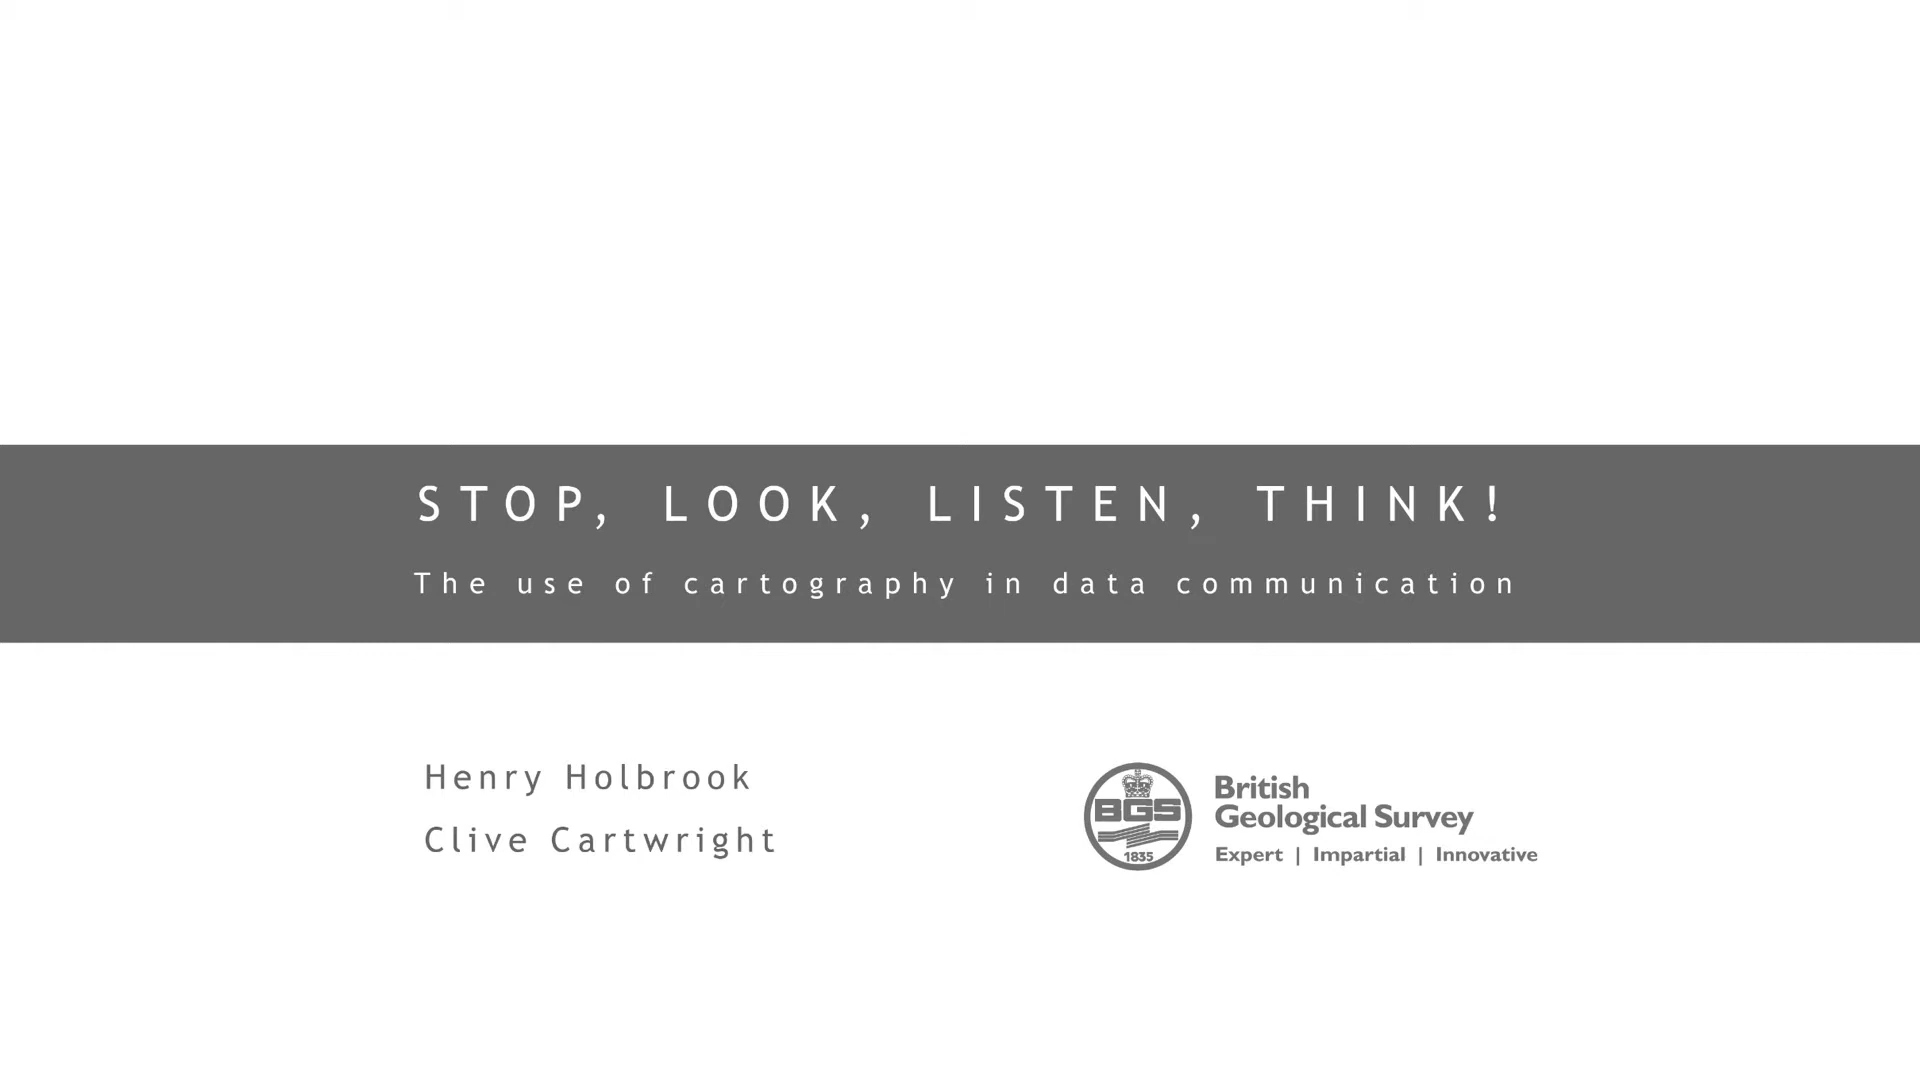 STOP, LOOK, LISTEN, THINK!
The use of cartography in data communication
Henry Holbrook
Clive Cartwright
BGS
1835
British
Geological Survey
Expert | Impartial | Innovative